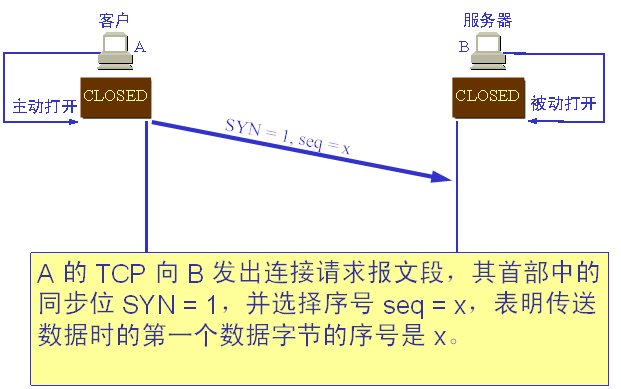 客户
服务器
A
B
CLOSED
CLOSED
主动打开
被动打开
SYN = 1, seq = x
A 的 TCP 向 B 发出连接请求报文段，其首部中的
同步位 SYN = 1，并选择序号 seq = x，表明传送
数据时的第一个数据字节的序号是 x。